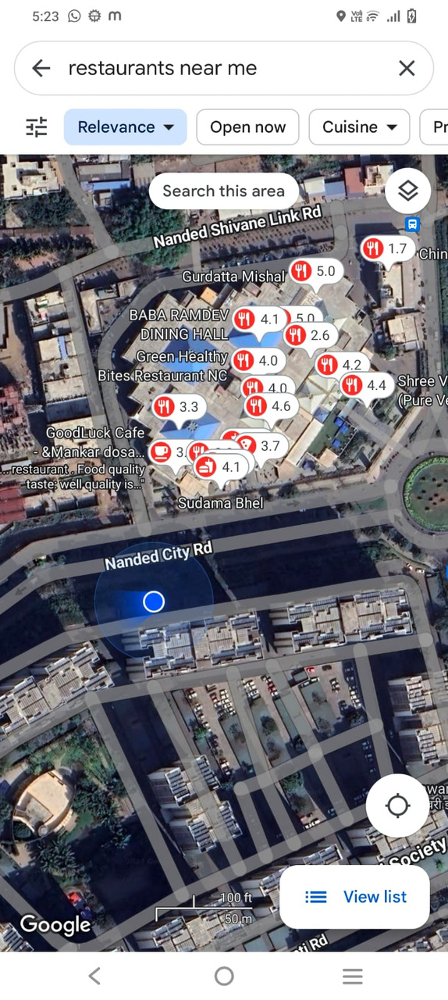 5:23
VoLTE
restaurants near me
Relevance
Open now
Cuisine
Pr
Search this area
Nanded Shivane Link Rd
1.7
Chin
Gurdatta Mishal
5.0
BABA RAMDEV
DINING HALL
4.1
5.0
2.6
Green Healthy
Bites Restaurant NC
4.0
4.2
4.4
Shree V
(Pure Ve
4.0
4.6
3.3
GoodLuck Cafe
- &Mankar dosa...
3.
3.7
... restaurant . Food quality
taste; well quality is..."
4.1
Sudama Bhel
Nanded City Rd
war
Society
100 ft
50 m
View list
Google
ti Rd